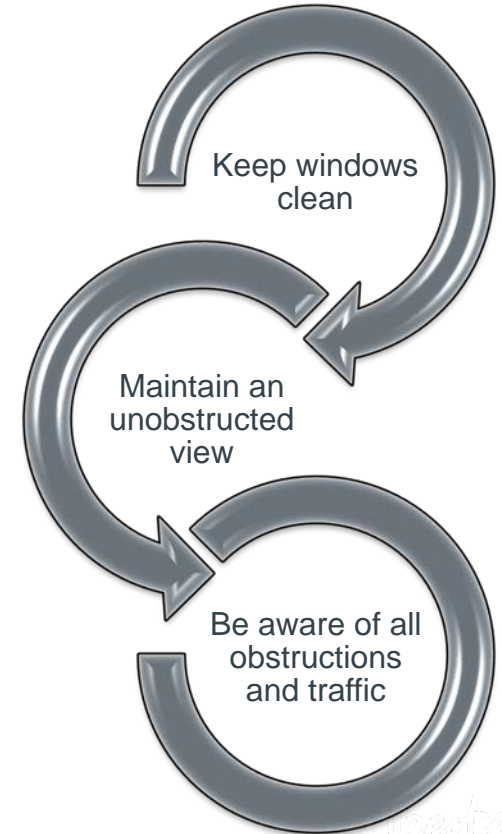 Keep windows
clean
Maintain an
unobstructed
view
Be aware of all
obstructions
and traffic